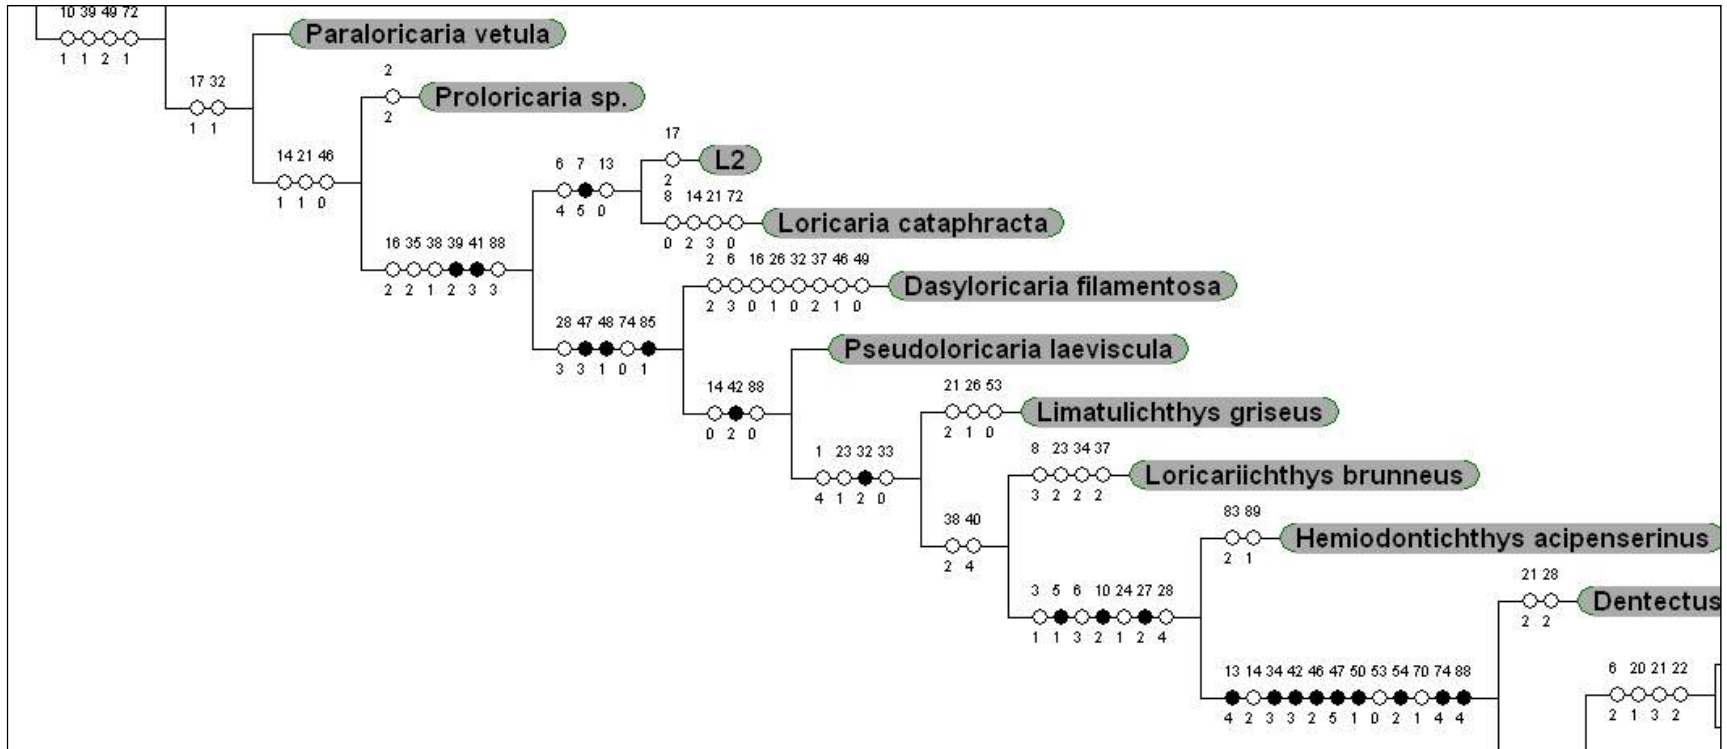 10 39 49 72
1 1 2 1
Paraloricaria vetula
17 32
1 1
2
2
Proloricaria sp.
14 21 46
1 1 0
17
2
L2
6 7 13
4 5 0
8 14 21 72
0 2 3 0
Loricaria cataphracta
16 35 38 39 41 88
2 2 1 2 3 3
2 6 16 26 32 37 46 49
2 3 0 1 0 2 1 0
Dasyloricaria filamentosa
28 47 48 74 85
3 3 1 0 1
Pseudoloricaria laeviscula
14 42 88
0 2 0
21 26 53
2 1 0
Limatulichthys griseus
1 23 32 33
4 1 2 0
8 23 34 37
3 2 2 2
Loricariichthys brunneus
38 40
2 4
83 89
2 1
Hemiodontichthys acipenserinus
3 5 6 10 24 27 28
1 1 3 2 1 2 4
21 28
2 2
Dentectus
13 14 34 42 46 47 50 53 54 70 74 88
4 2 3 3 2 5 1 0 2 1 4 4
6 20 21 22
2 1 3 2